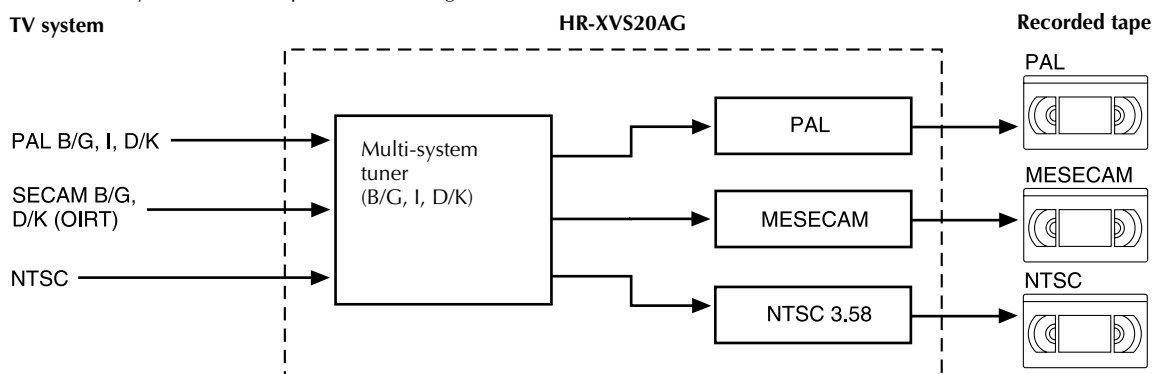 TV system
HR-XVS20AG
Recorded tape
PAL B/G, I, D/K
SECAM B/G,
D/K (OIRT)
NTSC
Multi-system
tuner
(B/G, I, D/K)
PAL
MESECAM
NTSC 3.58
PAL
MESECAM
NTSC